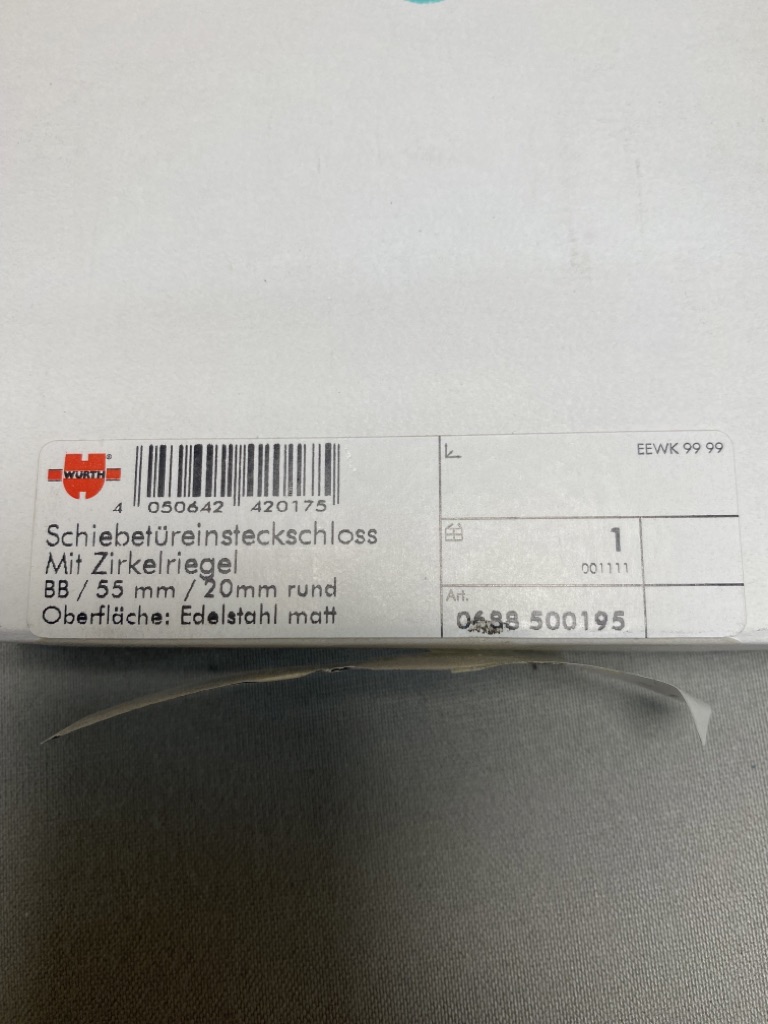 WÜRTH
®
4 050642 420175
Schiebetüreinsteckschloss
Mit Zirkelriegel
BB / 55 mm / 20mm rund
Oberfläche: Edelstahl matt
EEWK 99 99
1
001111
Art.
0688 500195